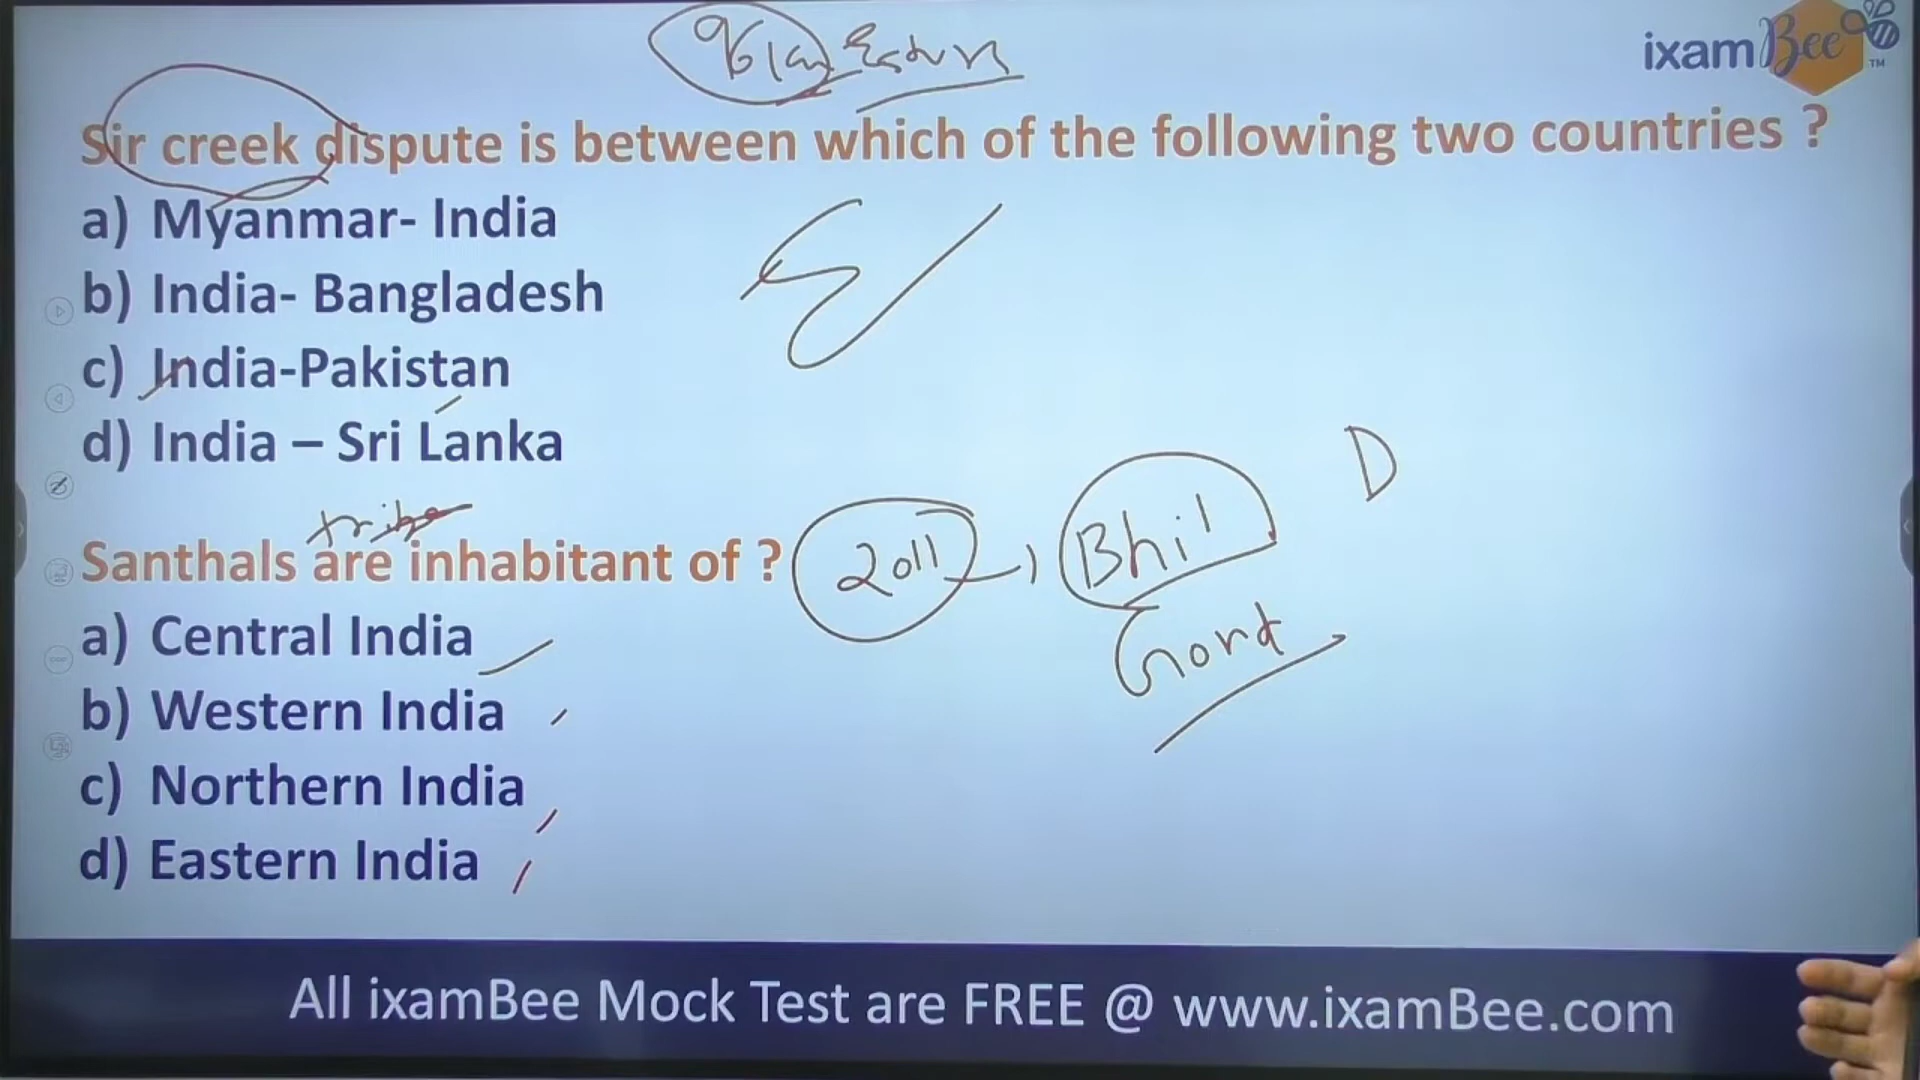 ixamBee TM
Sir creek dispute is between which of the following two countries ?
a) Myanmar- India
b) India- Bangladesh
c) India-Pakistan
d) India – Sri Lanka
D
tribe
Santhals are inhabitant of ?
2011
Bhil
Gond
a) Central India
b) Western India
c) Northern India
d) Eastern India
All ixamBee Mock Test are FREE @ www.ixamBee.com